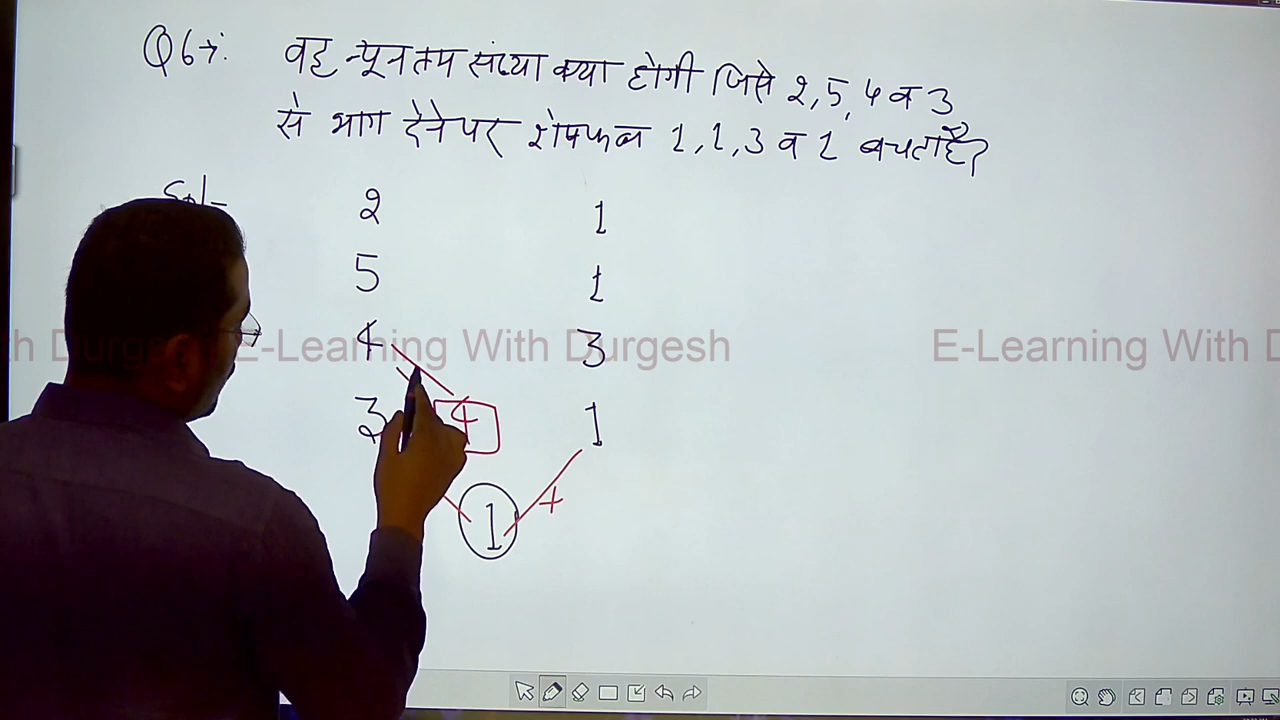 Q6→: वह न्यूनतम संख्या क्या होगी जिसे 2, 5, 4 व 3
से भाग देने पर शेषफल 1, 1, 3 व 1 बचता है?
Sol-
2 1
5 1
4 3
3 4 1
1 +
E-Learning With Durgesh
E-Learning With D